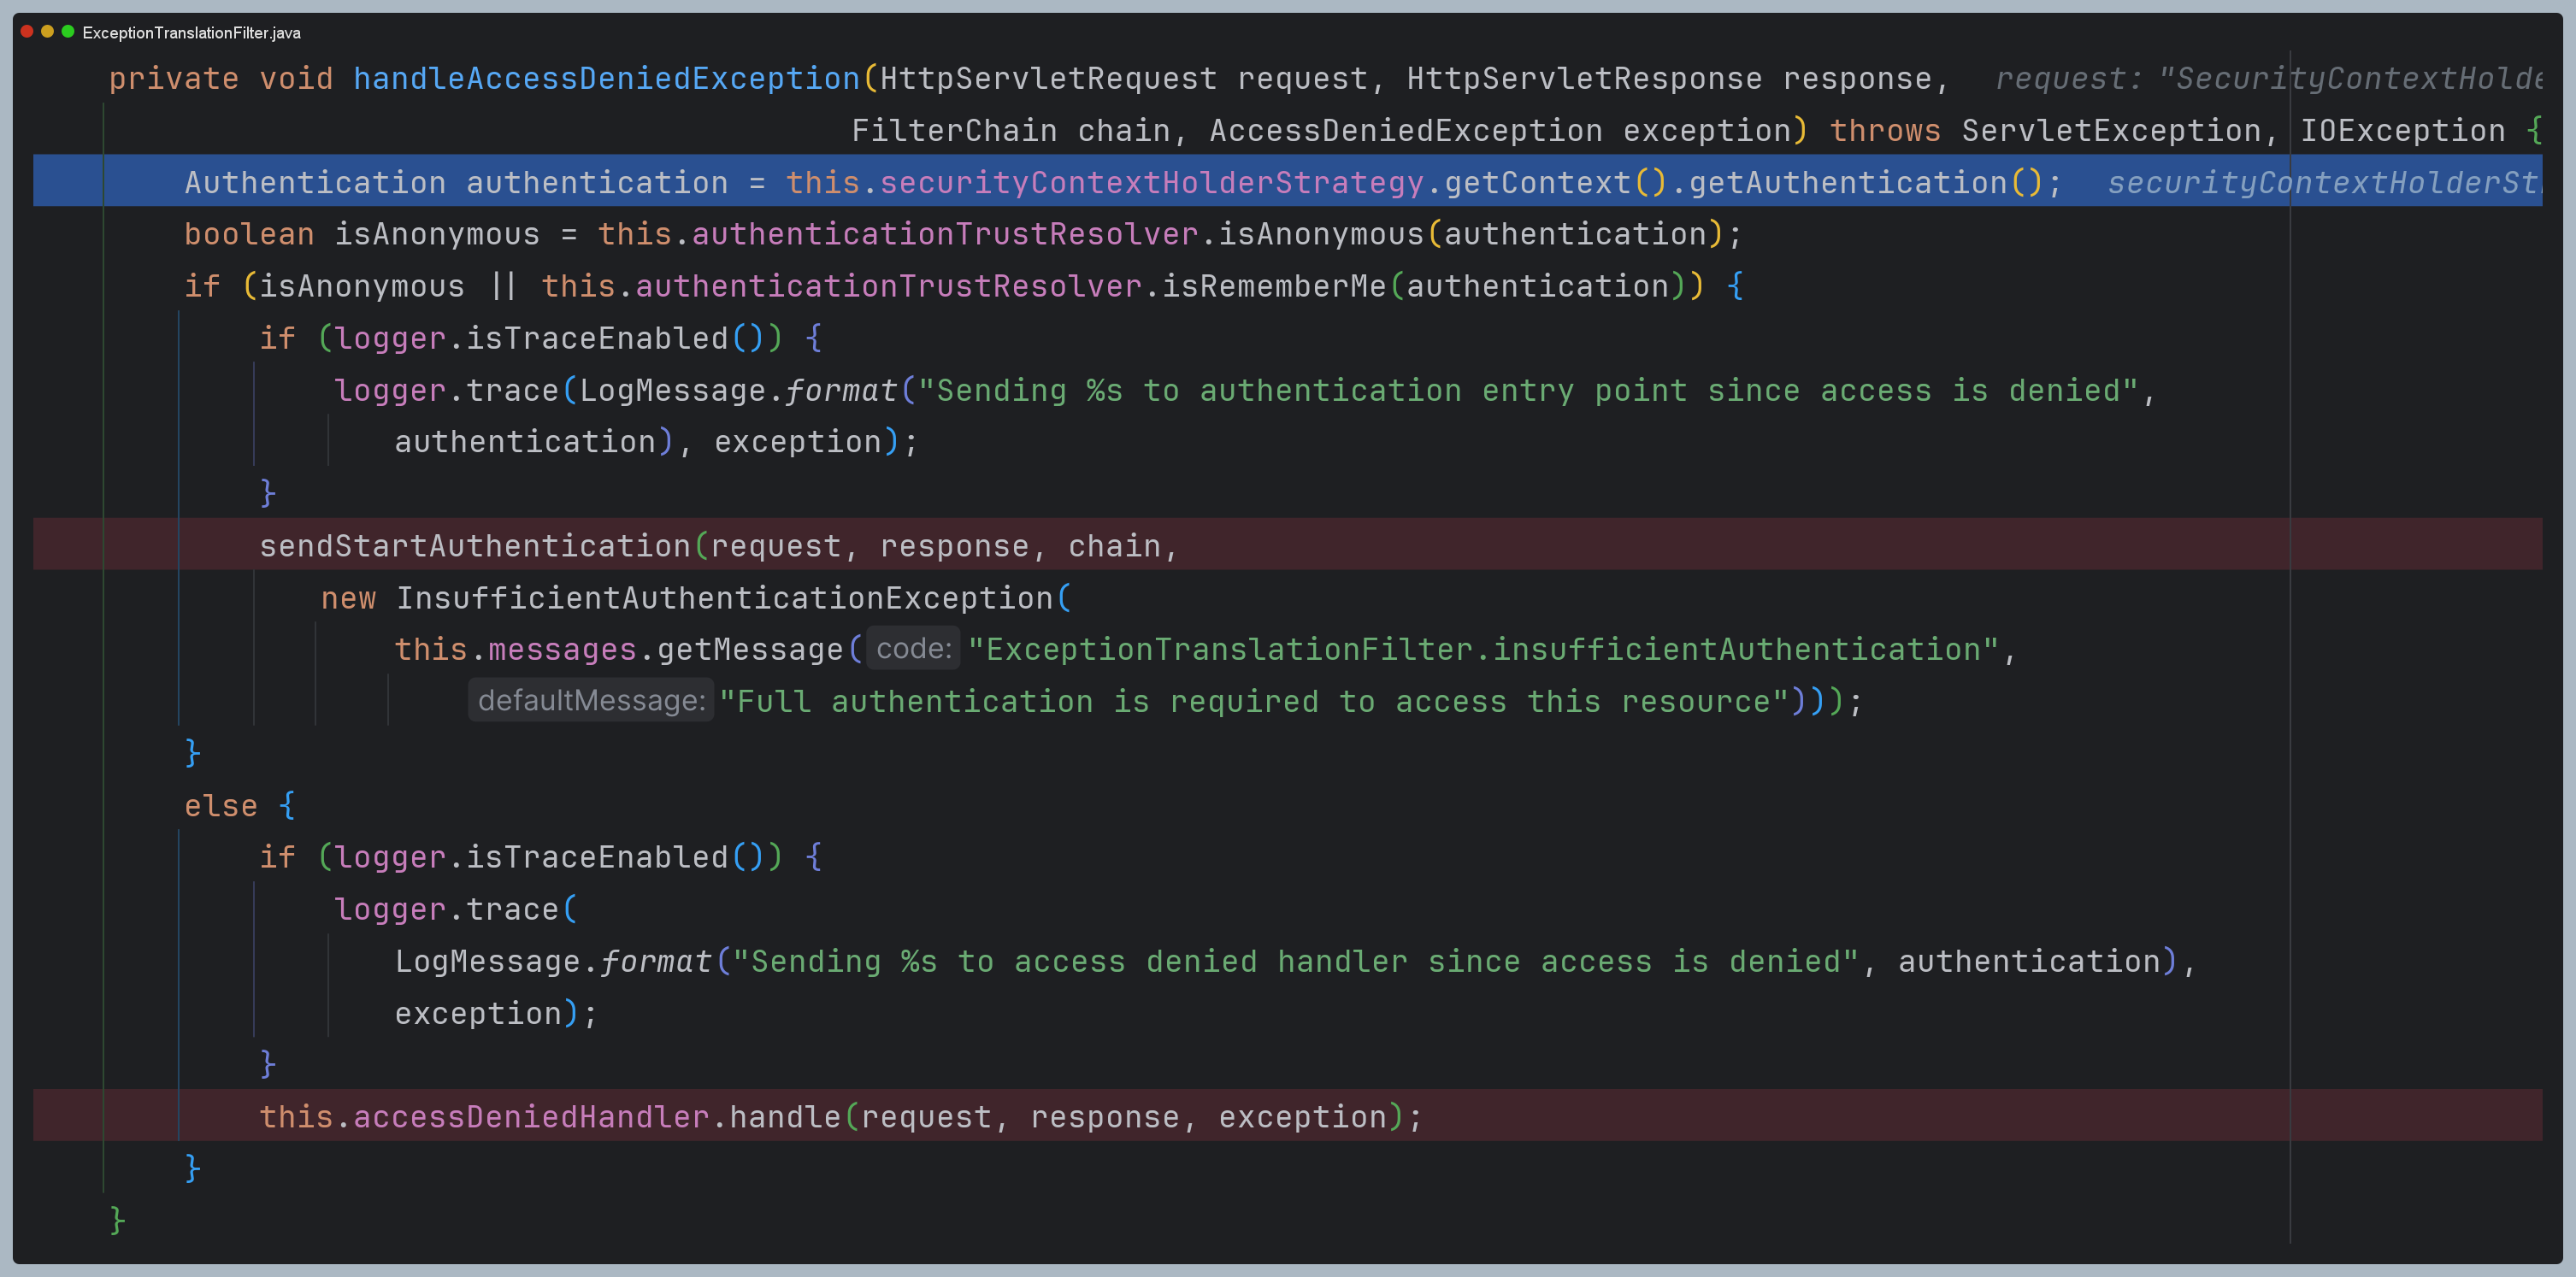 ExceptionTranslationFilter.java
private void handleAccessDeniedException(HttpServletRequest request, HttpServletResponse response, request: "SecurityContextHolde
FilterChain chain, AccessDeniedException exception) throws ServletException, IOException {
Authentication authentication = this.securityContextHolderStrategy.getContext().getAuthentication(); securityContextHolderSt
boolean isAnonymous = this.authenticationTrustResolver.isAnonymous(authentication);
if (isAnonymous || this.authenticationTrustResolver.isRememberMe(authentication)) {
if (logger.isTraceEnabled()) {
logger.trace(LogMessage.format("Sending %s to authentication entry point since access is denied",
authentication), exception);
}
sendStartAuthentication(request, response, chain,
new InsufficientAuthenticationException(
this.messages.getMessage( code: "ExceptionTranslationFilter.insufficientAuthentication",
defaultMessage: "Full authentication is required to access this resource")));
}
else {
if (logger.isTraceEnabled()) {
logger.trace(
LogMessage.format("Sending %s to access denied handler since access is denied", authentication),
exception);
}
this.accessDeniedHandler.handle(request, response, exception);
}
}